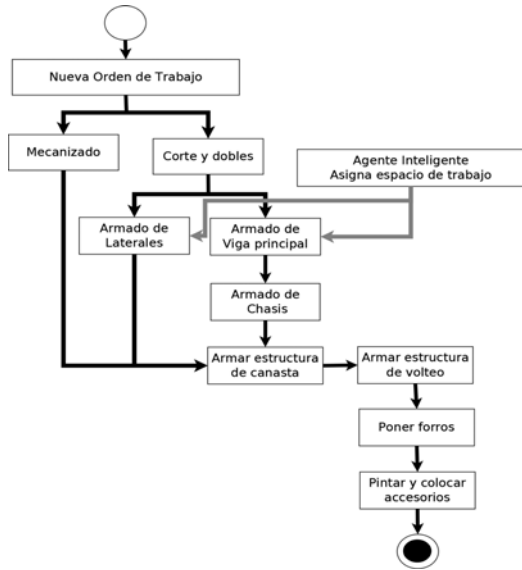 Nueva Orden de Trabajo
Mecanizado
Corte y dobles
Agente Inteligente
Asigna espacio de trabajo
Armado de
Laterales
Armado de
Viga principal
Armado de
Chasis
Armar estructura
de canasta
Armar estructura
de volteo
Poner forros
Pintar y colocar
accesorios